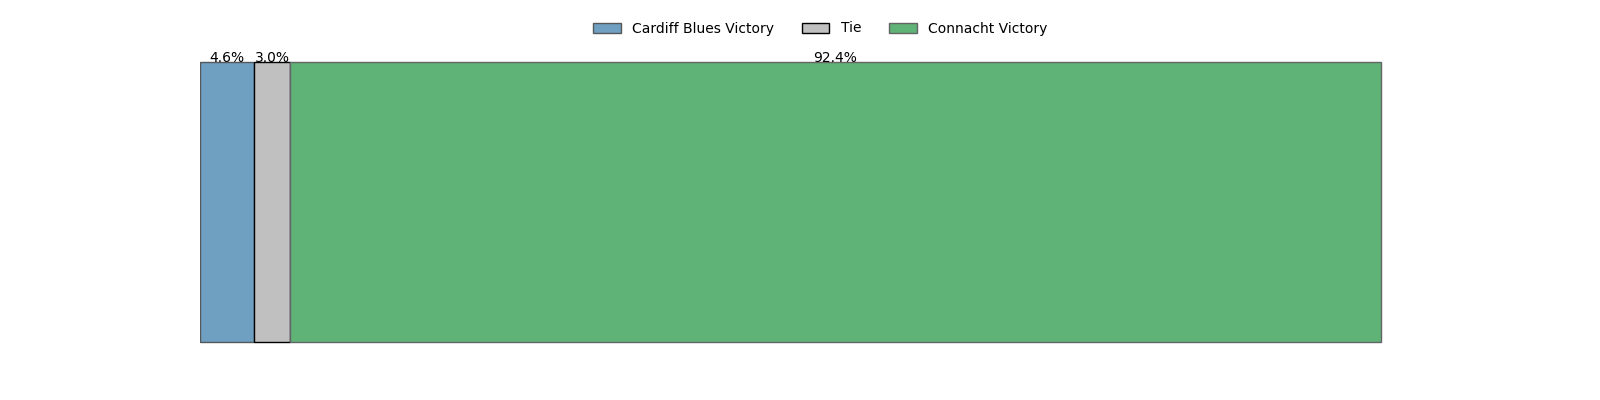 Cardiff Blues Victory Tie Connacht Victory
4.6% 3.0% 92.4%